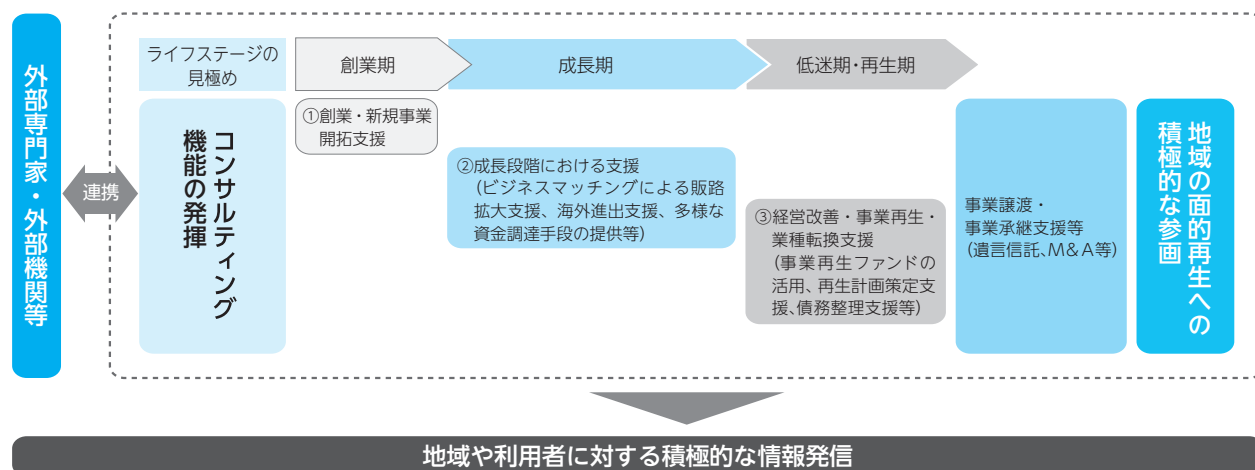 外部専門家・外部機関等
連携
ライフステージの
見極め
コンサルティング
機能の発揮
創業期
①創業・新規事業
開拓支援
成長期
②成長段階における支援
(ビジネスマッチングによる販路
拡大支援、海外進出支援、多様な
資金調達手段の提供等)
低迷期・再生期
③経営改善・事業再生・
業種転換支援
(事業再生ファンドの
活用、再生計画策定支
援、債務整理支援等)
事業譲渡・
事業承継支援等
(遺言信託、M&A等)
地域の面的再生への
積極的な参画
地域や利用者に対する積極的な情報発信